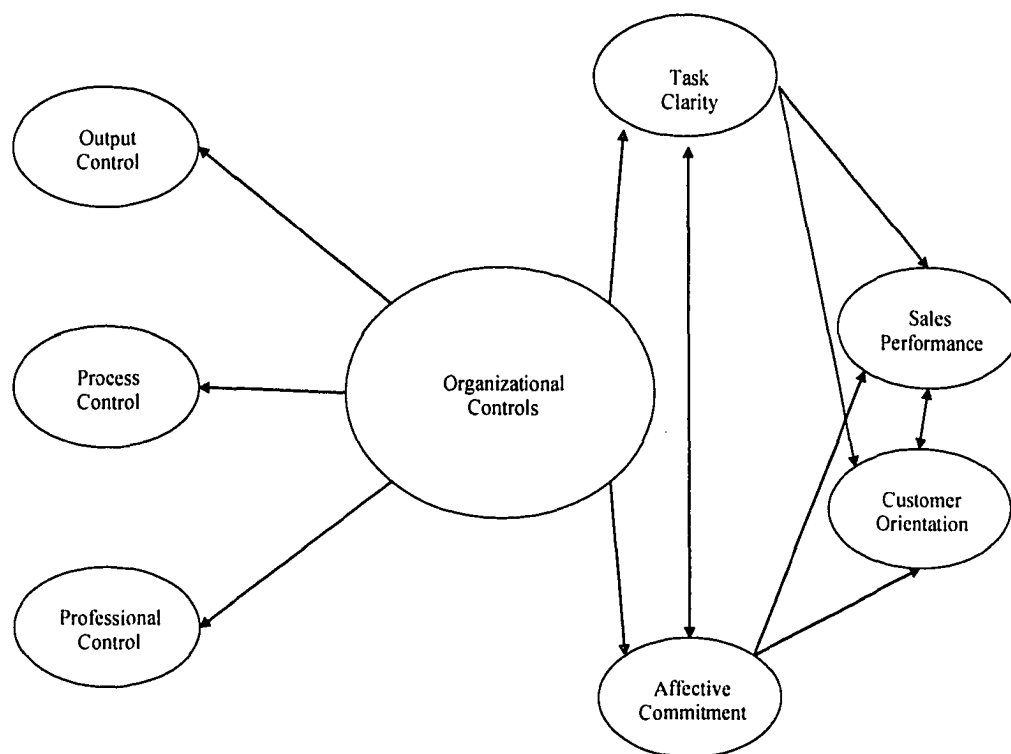 Task
Clarity
Output
Control
Sales
Performance
Process
Control
Organizational
Controls
Customer
Orientation
Professional
Control
Affective
Commitment